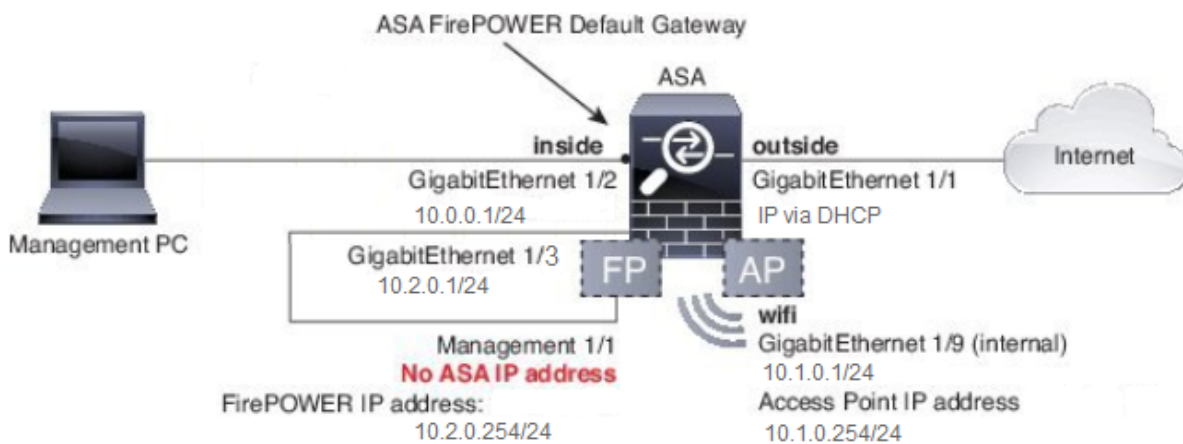 ASA FirePOWER Default Gateway
ASA
inside
outside
Internet
GigabitEthernet 1/2
GigabitEthernet 1/1
10.0.0.1/24
IP via DHCP
Management PC
GigabitEthernet 1/3
10.2.0.1/24
FP
AP
wifi
Management 1/1
GigabitEthernet 1/9 (internal)
No ASA IP address
10.1.0.1/24
FirePOWER IP address:
Access Point IP address
10.2.0.254/24
10.1.0.254/24